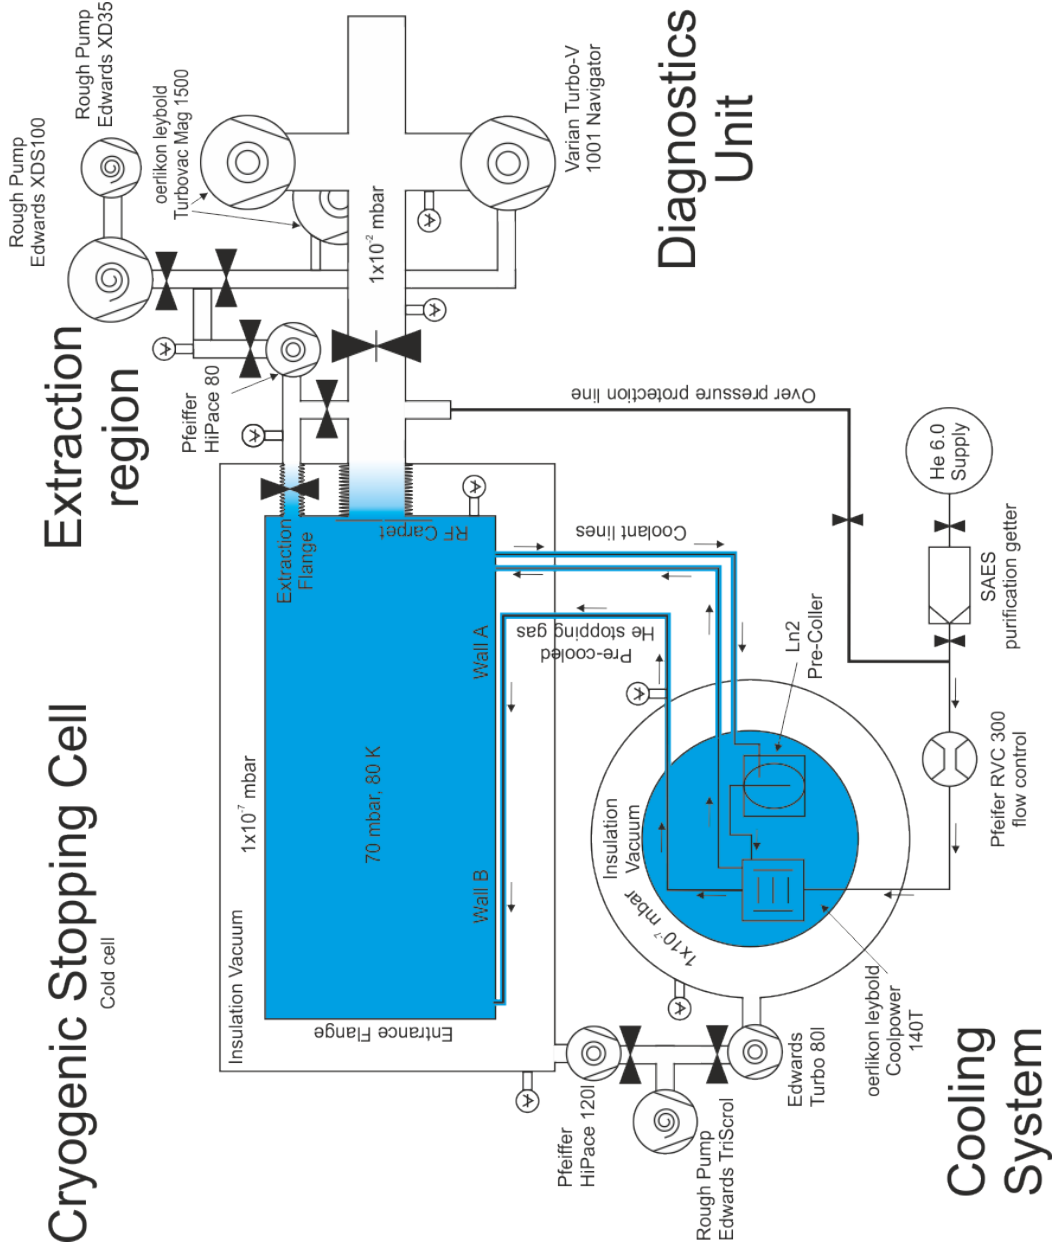 Cryogenic Stopping Cell
Cold cell
Extraction
region
Rough Pump
Edwards XDS100
Rough Pump
Edwards XD35
oerlikon leybold
Turbovac Mag 1500
Pfeiffer
HiPace 80
1x10⁻² mbar
Varian Turbo-V
1001 Navigator
Diagnostics
Unit
Insulation Vacuum
1x10⁻⁷ mbar
Entrance Flange
70 mbar, 80 K
Extraction
Flange
RF Carpet
Wall B
Wall A
Pre-cooled
He stopping gas
Coolant lines
Over pressure protection line
He 6.0
Supply
SAES
purification getter
Pfeifer RVC 300
flow control
Ln2
Pre-Coller
Insulation
Vacuum
1x10⁻⁷ mbar
oerlikon leybold
Coolpower
140T
Edwards
Turbo 80l
Pfeiffer
HiPace 120l
Rough Pump
Edwards TriScrol
Cooling
System